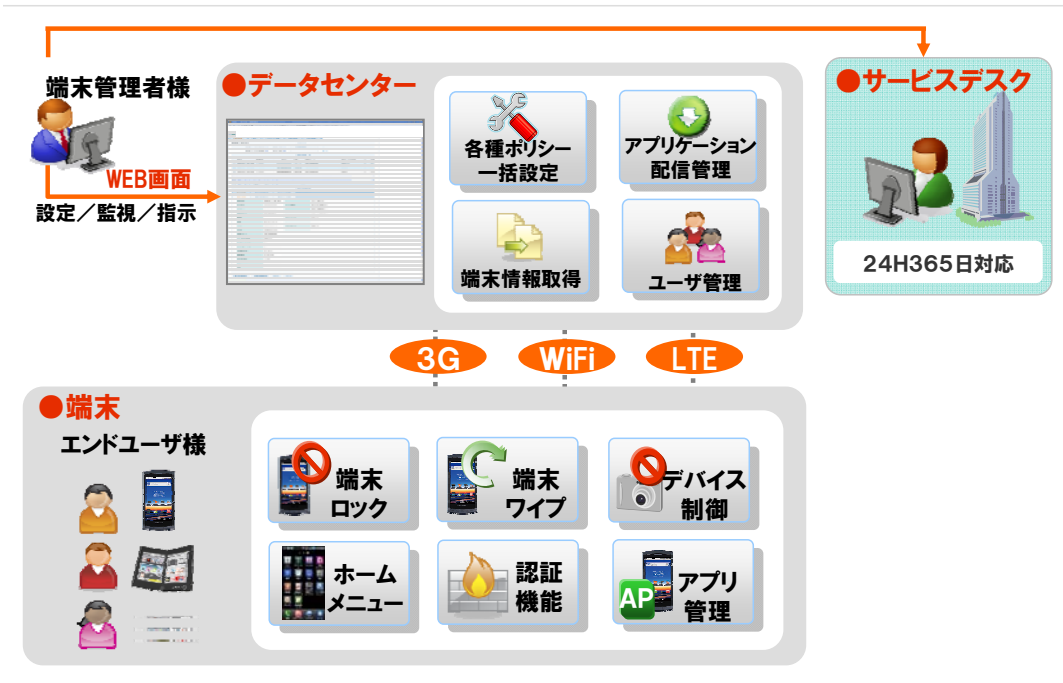 端末管理者様
WEB画面
設定／監視／指示
●データセンター
各種ポリシー
一括設定
アプリケーション
配信管理
端末情報取得
ユーザ管理
●サービスデスク
24H365日対応
3G
WiFi
LTE
●端末
エンドユーザ様
端末
ロック
端末
ワイプ
デバイス
制御
ホーム
メニュー
認証
機能
AP
アプリ
管理